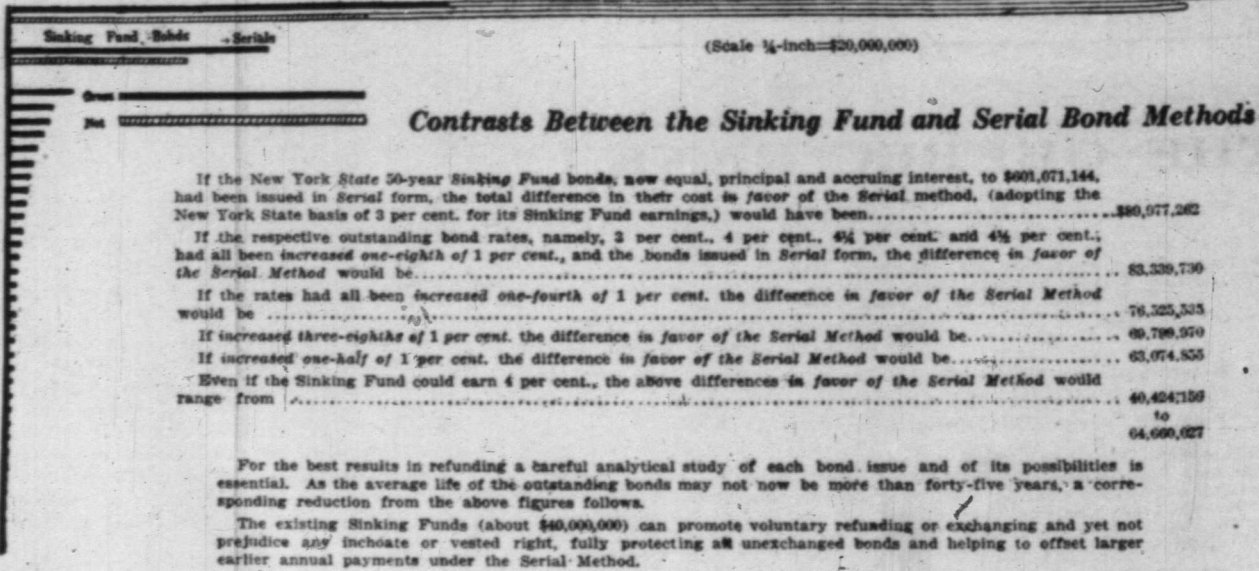 Sinking Fund Bonds Serials
(Scale ¼-inch=$20,000,000)
Gross
Net
Contrasts Between the Sinking Fund and Serial Bond Methods
If the New York State 50-year Sinking Fund bonds, now equal, principal and accruing interest, to $601,071,144,
had been issued in Serial form, the total difference in their cost in favor of the Serial method, (adopting the
New York State basis of 3 per cent. for its Sinking Fund earnings,) would have been
If the respective outstanding bond rates, namely, 3 per cent., 4 per cent., 4¼ per cent. and 4½ per cent.,
had all been increased one-eighth of 1 per cent., and the bonds issued in Serial form, the difference in favor of
the Serial Method would be
If the rates had all been increased one-fourth of 1 per cent. the difference in favor of the Serial Method
would be 76,525,535
If increased three-eighths of 1 per cent. the difference in favor of the Serial Method would be
If increased one-half of 1 per cent. the difference in favor of the Serial Method would be 63,074,855
Even if the Sinking Fund could earn 4 per cent., the above differences in favor of the Serial Method would
range from 40,424,156
to
64,660,627
For the best results in refunding a careful analytical study of each bond issue and of its possibilities is
essential. As the average life of the outstanding bonds may not now be more than forty-five years, a corre-
sponding reduction from the above figures follows.
The existing Sinking Funds (about $40,000,000) can promote voluntary refunding or exchanging and yet not
prejudice any inchoate or vested right, fully protecting all unexchanged bonds and helping to offset larger
earlier annual payments under the Serial Method.